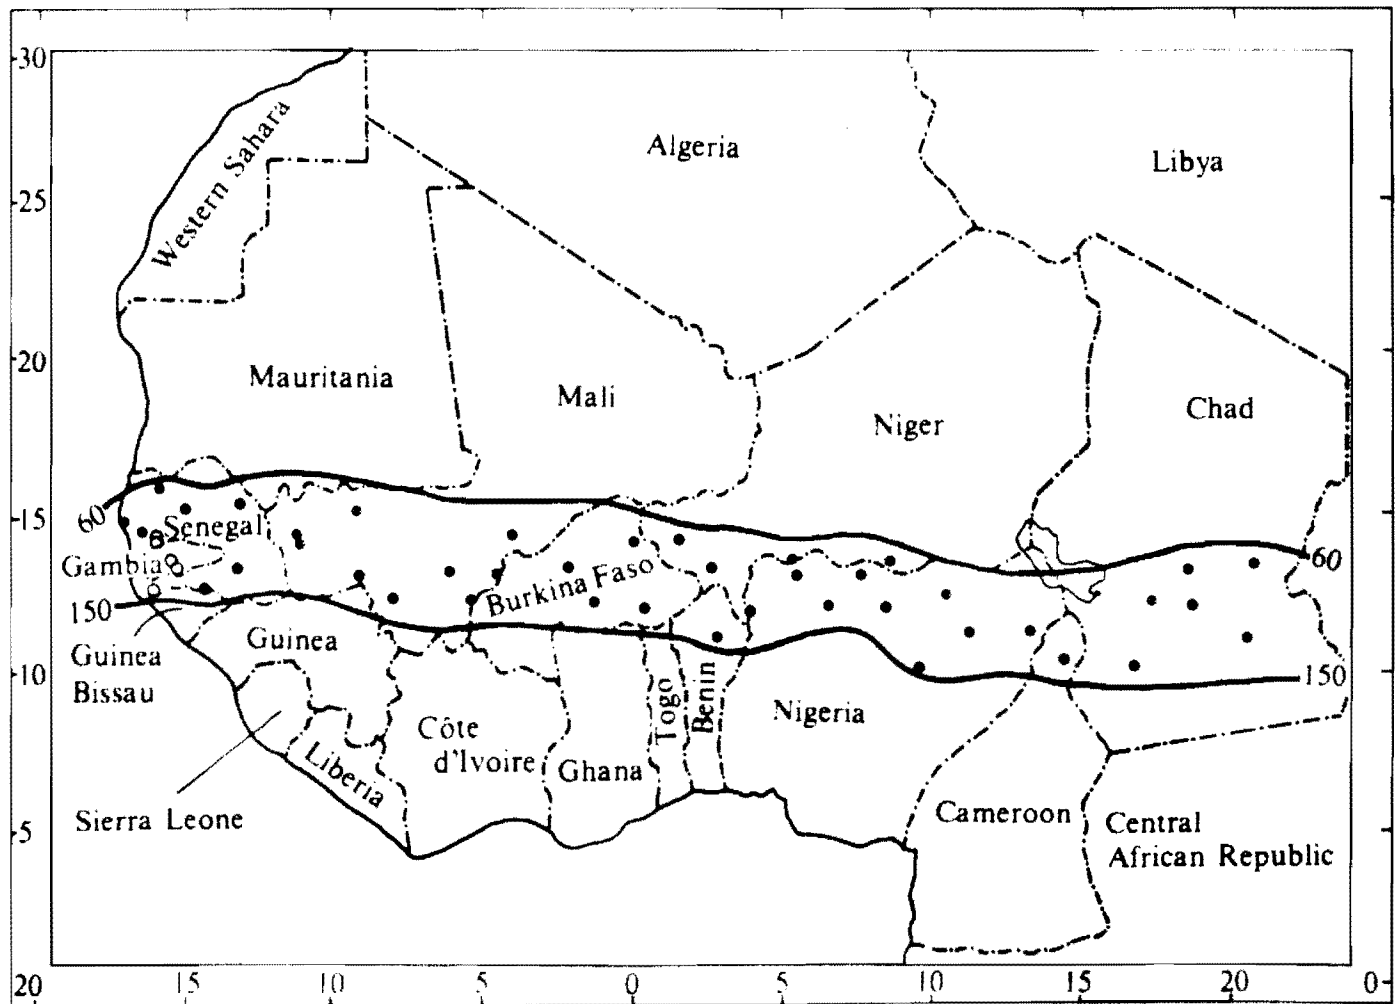 30
25
20
15
10
5
Western Sahara
Algeria
Libya
Mauritania
Mali
Niger
Chad
60
Senegal
Gambia
Burkina Faso
60
150
Guinea
Guinea
Bissau
Togo
Benin
Nigeria
150
Côte
d'Ivoire
Ghana
Liberia
Sierra Leone
Cameroon
Central
African Republic
20
15
10
5
0
5
10
15
20
0